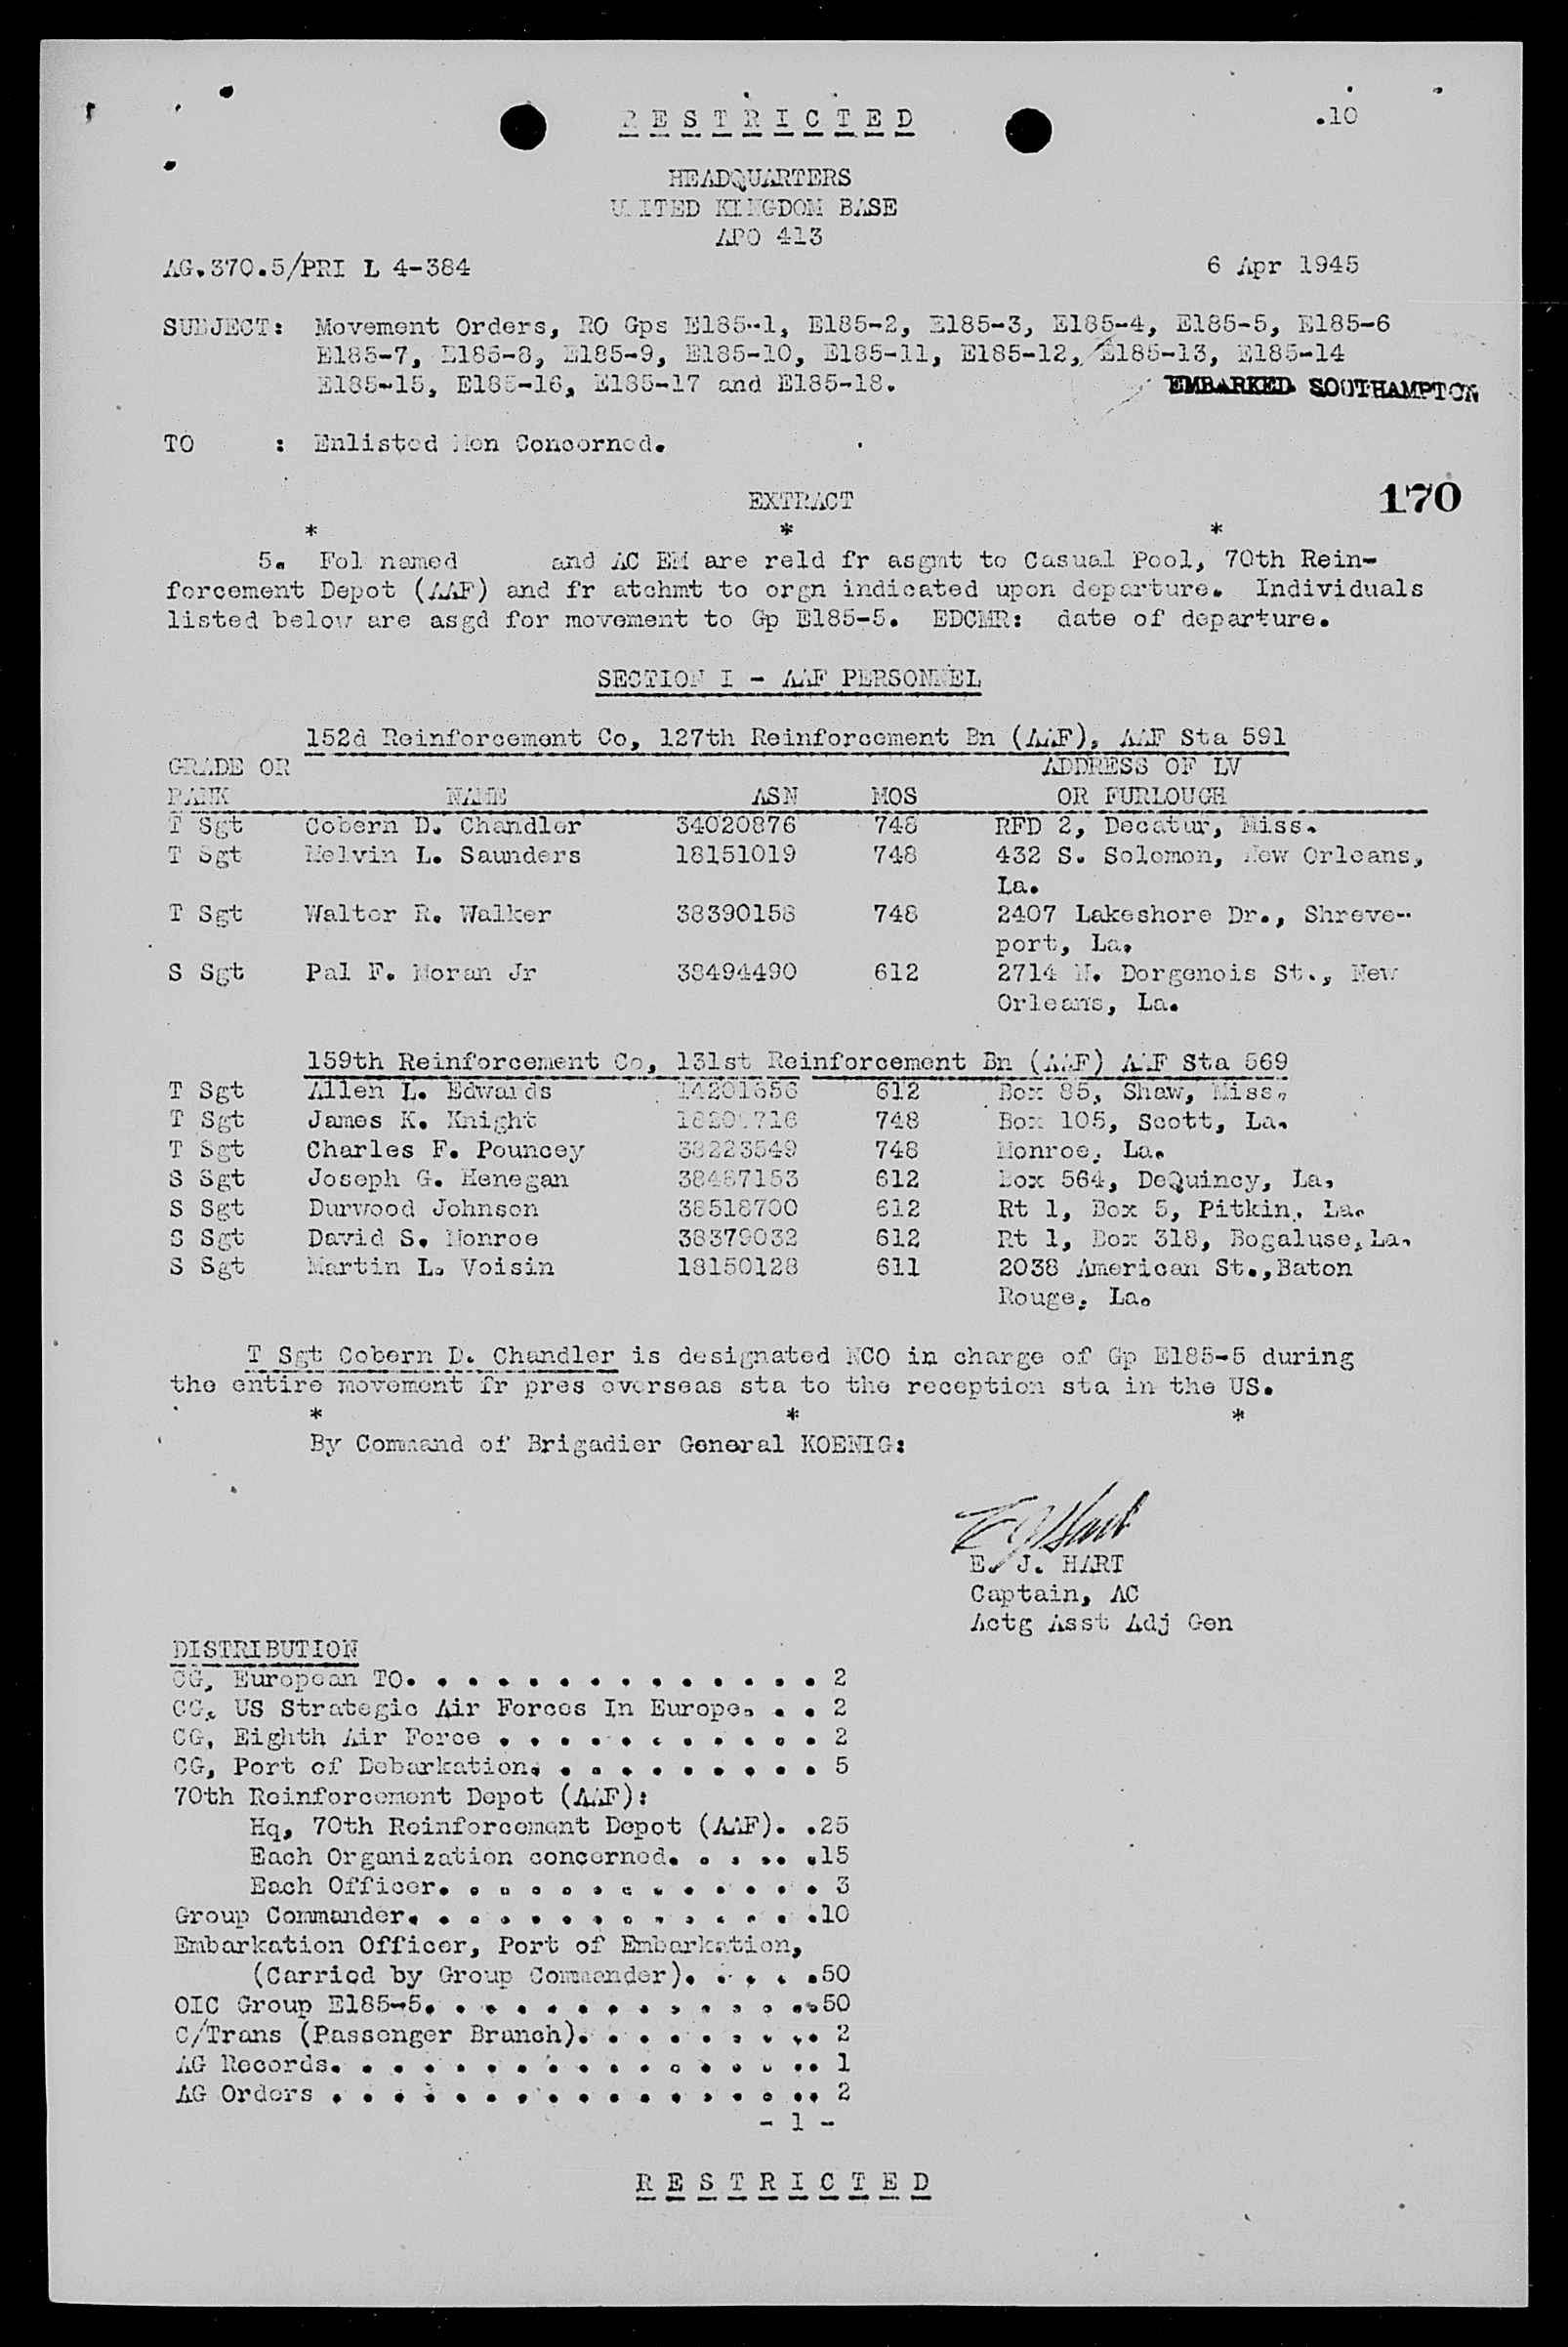 RESTRICTED
.10
HEADQUARTERS
UNITED KINGDOM BASE
APO 413
AG.370.5/PRI L 4-384 6 Apr 1945
SUBJECT: Movement Orders, RO Gps E185-1, E185-2, E185-3, E185-4, E185-5, E185-6
E185-7, E185-8, E185-9, E185-10, E185-11, E185-12, E185-13, E185-14
E185-15, E185-16, E185-17 and E185-18.
EMBARKED SOUTHAMPTON
TO : Enlisted Men Concerned.
EXTRACT
170
* * *
5. Fol named and AC EM are reld fr asgmt to Casual Pool, 70th Rein-
forcement Depot (AAF) and fr atchmt to orgn indicated upon departure. Individuals
listed below are asgd for movement to Gp E185-5. EDCMR: date of departure.
SECTION I - AAF PERSONNEL
152d Reinforcement Co, 127th Reinforcement Bn (AAF), AAF Sta 591
GRADE OR ADDRESS OF LV
RANK NAME ASN MOS OR FURLOUGH
T Sgt Cobern D. Chandler 34020876 748 RFD 2, Decatur, Miss.
T Sgt Melvin L. Saunders 18151019 748 432 S. Solomon, New Orleans,
La.
T Sgt Walter R. Walker 38390158 748 2407 Lakeshore Dr., Shreve-
port, La.
S Sgt Pal F. Moran Jr 38494490 612 2714 N. Dorgenois St., New
Orleans, La.
159th Reinforcement Co, 131st Reinforcement Bn (AAF) AAF Sta 569
T Sgt Allen L. Edwards 612 Box 85, Shaw, Miss.
T Sgt James K. Knight 748 Box 105, Scott, La.
T Sgt Charles F. Pouncey 38223549 748 Monroe, La.
S Sgt Joseph G. Henegan 38487153 612 Box 564, DeQuincy, La.
S Sgt Durwood Johnson 38518700 612 Rt 1, Box 5, Pitkin, La.
S Sgt David S. Monroe 38379032 612 Rt 1, Box 318, Bogaluse, La.
S Sgt Martin L. Voisin 18150128 611 2038 American St.,Baton
Rouge, La.
T Sgt Cobern D. Chandler is designated NCO in charge of Gp E185-5 during
the entire movement fr pres overseas sta to the reception sta in the US.
* * *
By Command of Brigadier General KOENIG:
E J Hart
E. J. HART
Captain, AC
Actg Asst Adj Gen
DISTRIBUTION
CG, European TO. . . . . . . . . . . . . . 2
CG, US Strategic Air Forces In Europe. . . 2
CG, Eighth Air Force . . . . . . . . . . . 2
CG, Port of Debarkation. . . . . . . . . . 5
70th Reinforcement Depot (AAF):
Hq, 70th Reinforcement Depot (AAF). .25
Each Organization concerned. . . .. .15
Each Officer. . . . . . . . . . . . . 3
Group Commander. . . . . . . . . . . . . .10
Embarkation Officer, Port of Embarkation,
(Carried by Group Commander). . . . .50
OIC Group E185-5. . . . . . . . . . . . ..50
C/Trans (Passenger Branch). . . . . . . .. 2
AG Records. . . . . . . . . . . . . . . .. 1
AG Orders . . . . . . . . . . . . . . . .. 2
- 1 -
RESTRICTED